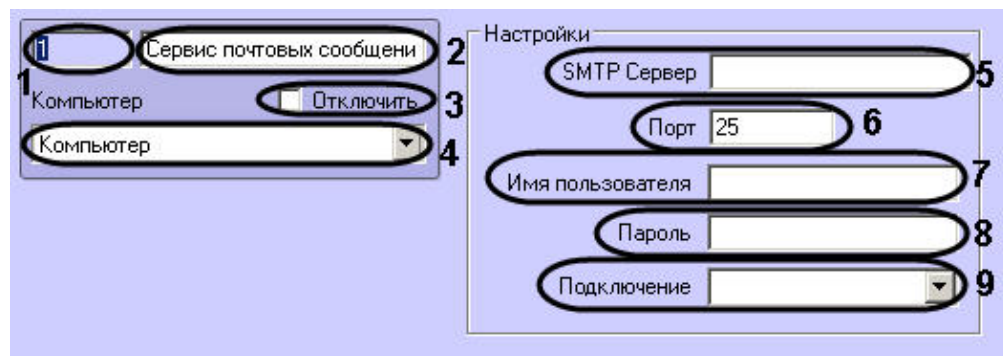 1
Сервис почтовых сообщени
2
1
Компьютер
Отключить
3
Компьютер
4
Настройки
SMTP Сервер
5
Порт
25
6
Имя пользователя
7
Пароль
8
Подключение
9